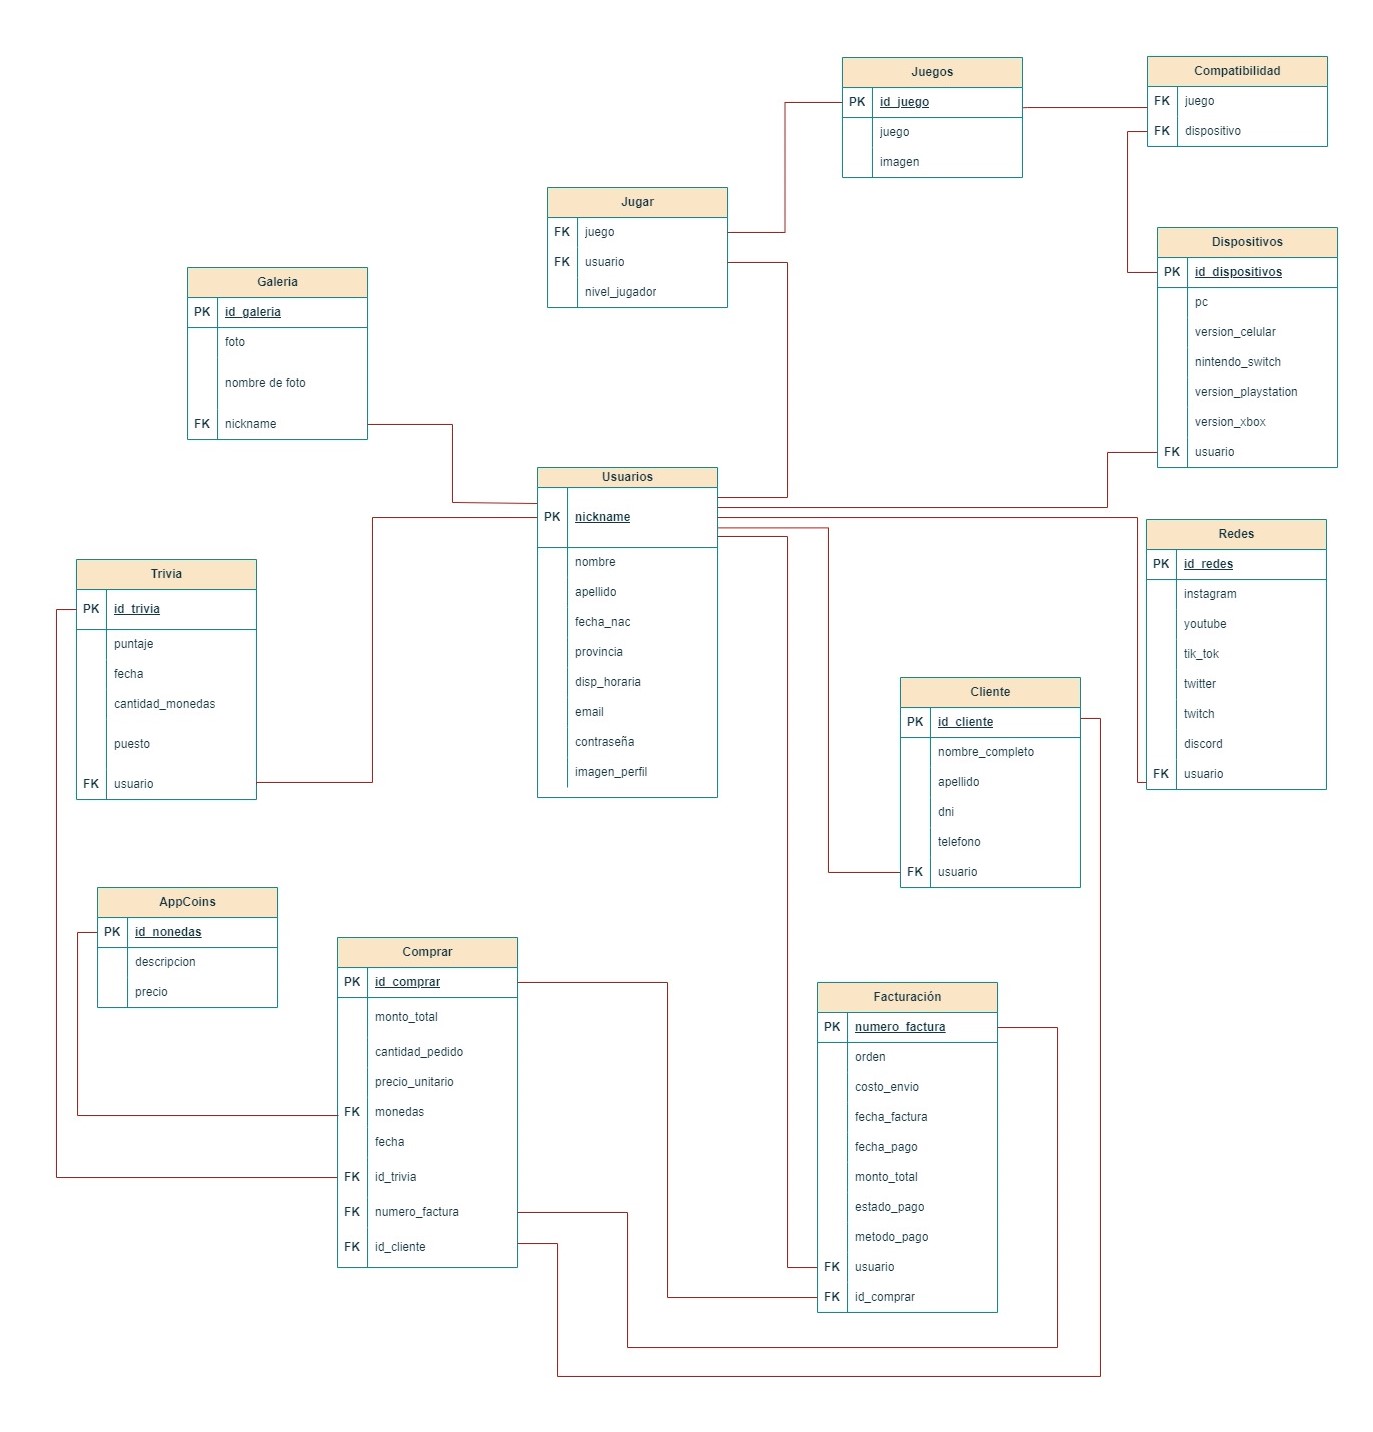 Juegos
PK id_juego
juego
imagen
Compatibilidad
FK juego
FK dispositivo
Jugar
FK juego
FK usuario
nivel_jugador
Dispositivos
PK id_dispositivos
pc
version_celular
nintendo_switch
version_playstation
version_xbox
FK usuario
Galeria
PK id_galeria
foto
nombre de foto
FK nickname
Usuarios
PK nickname
nombre
apellido
fecha_nac
provincia
disp_horaria
email
contraseña
imagen_perfil
Redes
PK id_redes
instagram
youtube
tik_tok
twitter
twitch
discord
FK usuario
Trivia
PK id_trivia
puntaje
fecha
cantidad_monedas
puesto
FK usuario
Cliente
PK id_cliente
nombre_completo
apellido
dni
telefono
FK usuario
AppCoins
PK id_nonedas
descripcion
precio
Comprar
PK id_comprar
monto_total
cantidad_pedido
precio_unitario
FK monedas
fecha
FK id_trivia
FK numero_factura
FK id_cliente
Facturación
PK numero_factura
orden
costo_envio
fecha_factura
fecha_pago
monto_total
estado_pago
metodo_pago
FK usuario
FK id_comprar